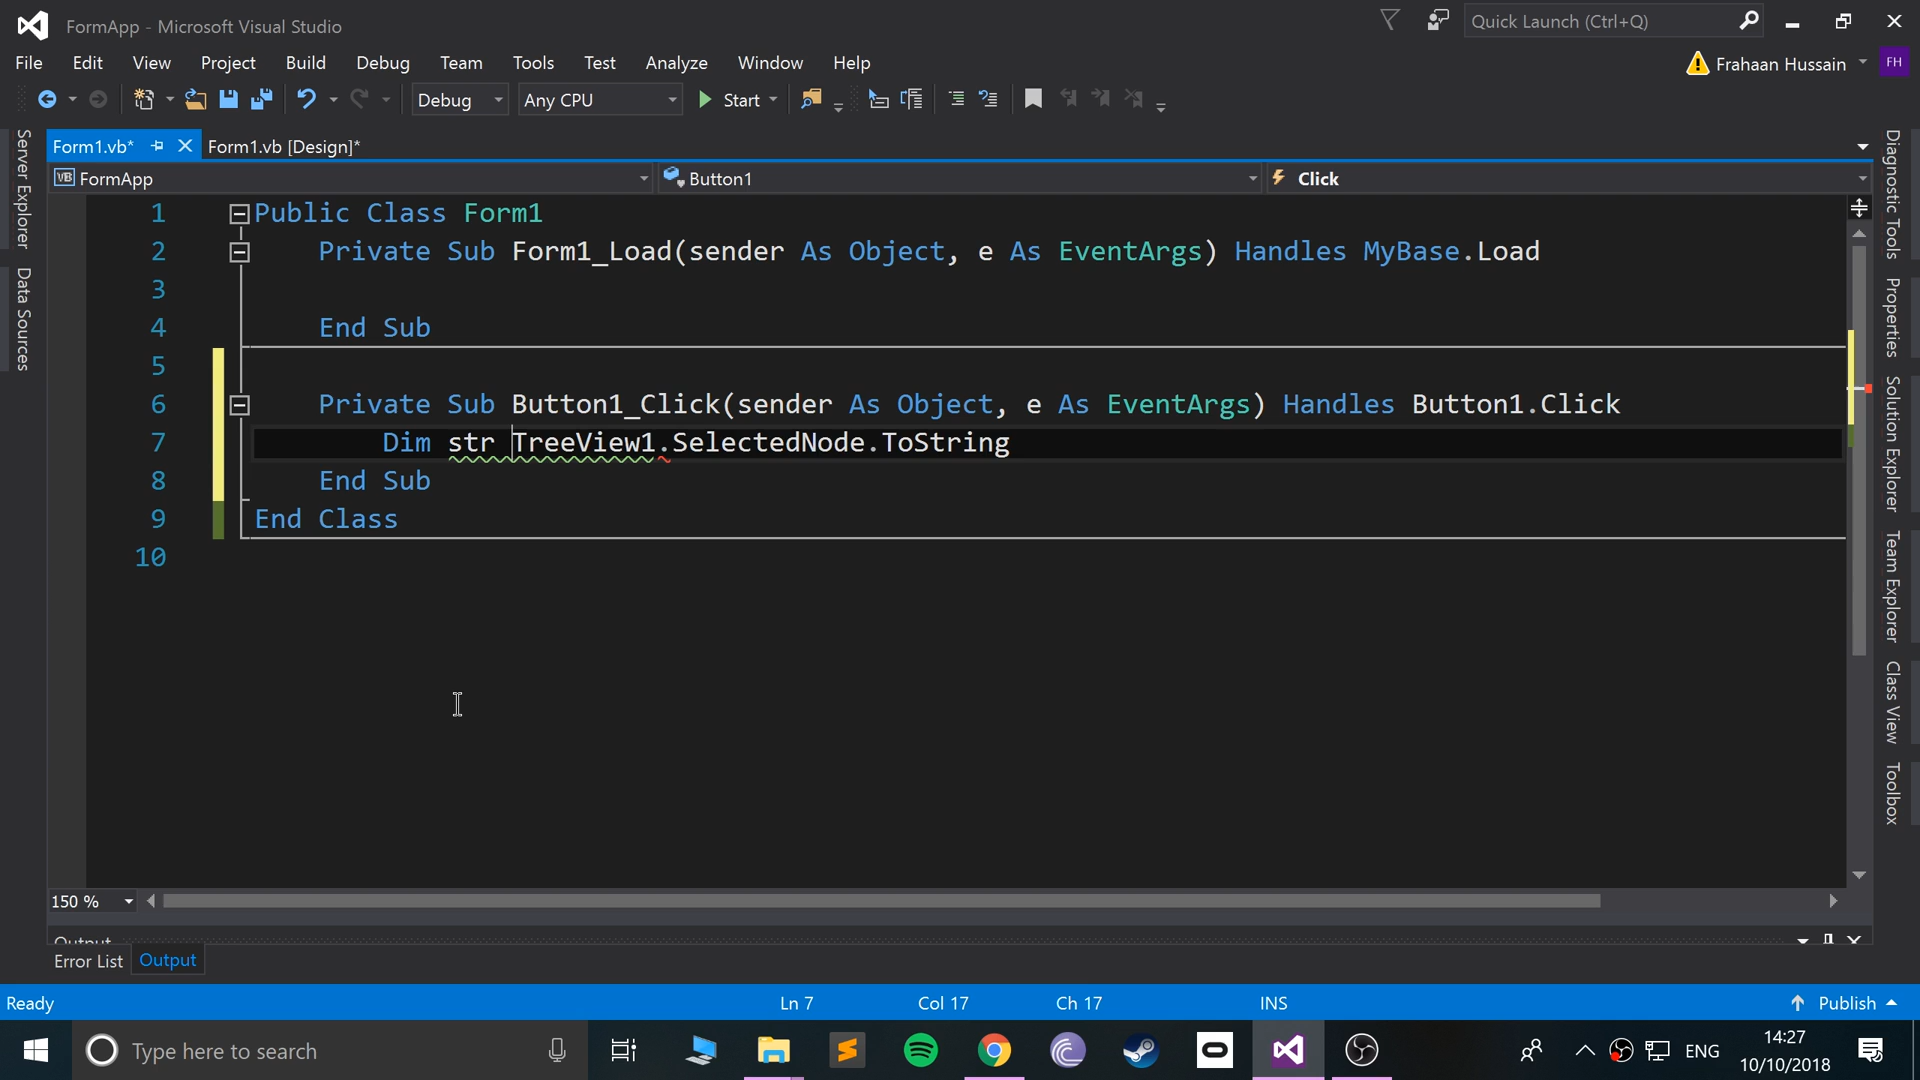 FormApp - Microsoft Visual Studio
Quick Launch (Ctrl+Q)
File Edit View Project Build Debug Team Tools Test Analyze Window Help
Frahaan Hussain FH
Debug Any CPU Start
Form1.vb* Form1.vb [Design]*
VB FormApp Button1 Click
Server Explorer
Data Sources
1 Public Class Form1
2 Private Sub Form1_Load(sender As Object, e As EventArgs) Handles MyBase.Load
3
4 End Sub
5
6 Private Sub Button1_Click(sender As Object, e As EventArgs) Handles Button1.Click
7 Dim str TreeView1.SelectedNode.ToString
8 End Sub
9 End Class
10
Diagnostic Tools
Properties
Solution Explorer
Team Explorer
Class View
Toolbox
150 %
Output
Error List Output
Ready Ln 7 Col 17 Ch 17 INS Publish
Type here to search
ENG
14:27
10/10/2018